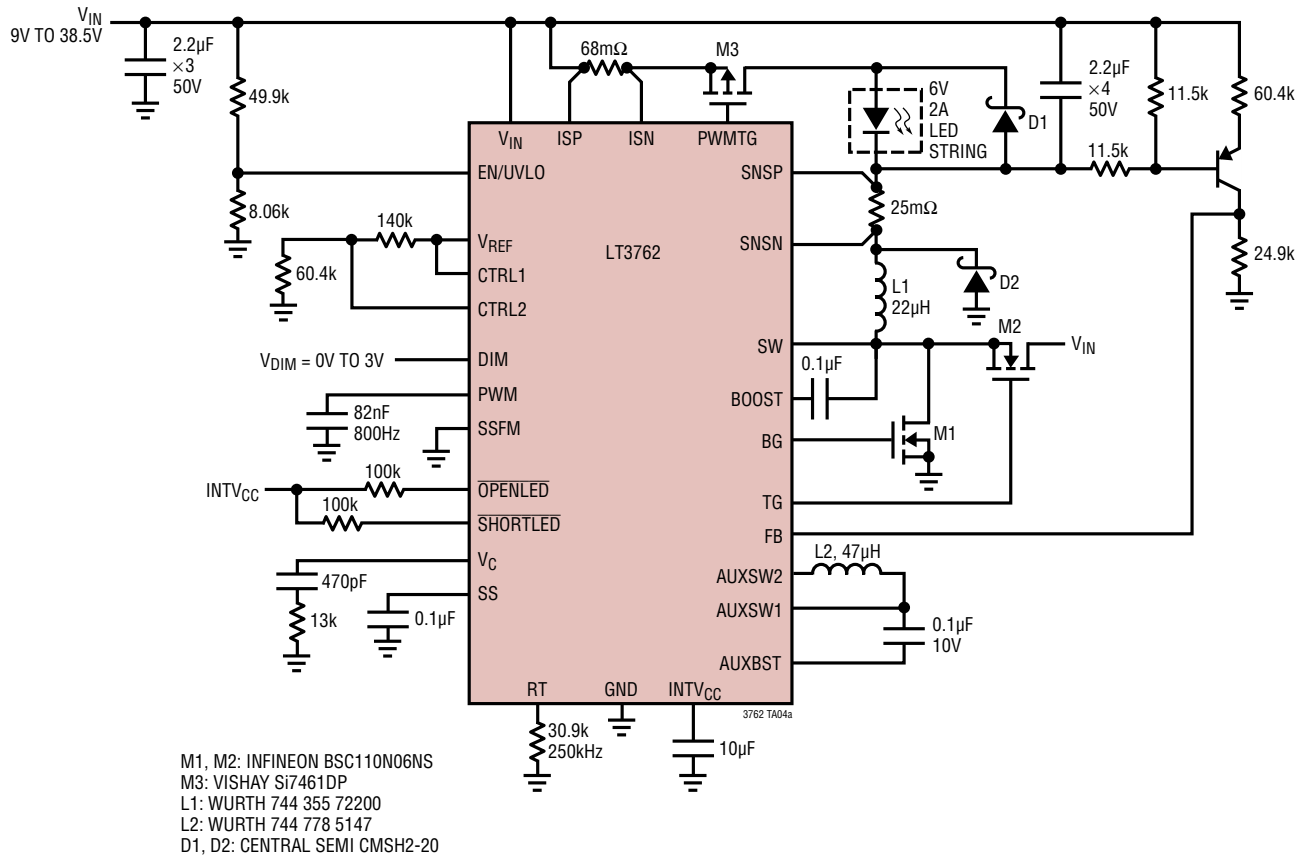 VIN
9V TO 38.5V
2.2µF
×3
50V
49.9k
8.06k
68mΩ
M3
6V
2A
LED
STRING
D1
2.2µF
×4
50V
11.5k
60.4k
11.5k
24.9k
VIN
ISP
ISN
PWMTG
EN/UVLO
SNSP
25mΩ
SNSN
140k
VREF
60.4k
CTRL1
CTRL2
LT3762
L1
22µH
D2
M2
SW
VIN
VDIM = 0V TO 3V
DIM
0.1µF
BOOST
PWM
82nF
800Hz
SSFM
BG
M1
INTVCC
100k
OPENLED
100k
SHORTLED
TG
FB
VC
470pF
13k
SS
0.1µF
L2, 47µH
AUXSW2
AUXSW1
0.1µF
10V
AUXBST
RT
GND
INTVCC
3762 TA04a
30.9k
250kHz
10µF
M1, M2: INFINEON BSC110N06NS
M3: VISHAY Si7461DP
L1: WURTH 744 355 72200
L2: WURTH 744 778 5147
D1, D2: CENTRAL SEMI CMSH2-20